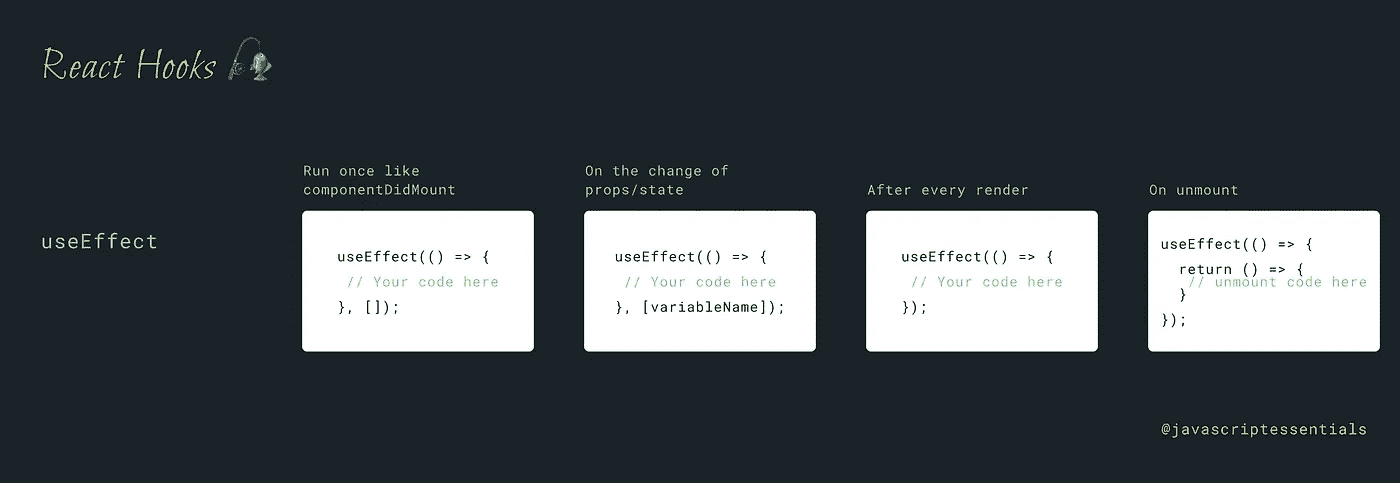 React Hooks
useEffect
Run once like
componentDidMount
useEffect(() => {
// Your code here
}, []);
On the change of
props/state
useEffect(() => {
// Your code here
}, [variableName]);
After every render
useEffect(() => {
// Your code here
});
On unmount
useEffect(() => {
return () => {
// unmount code here
}
});
@javascriptessentials